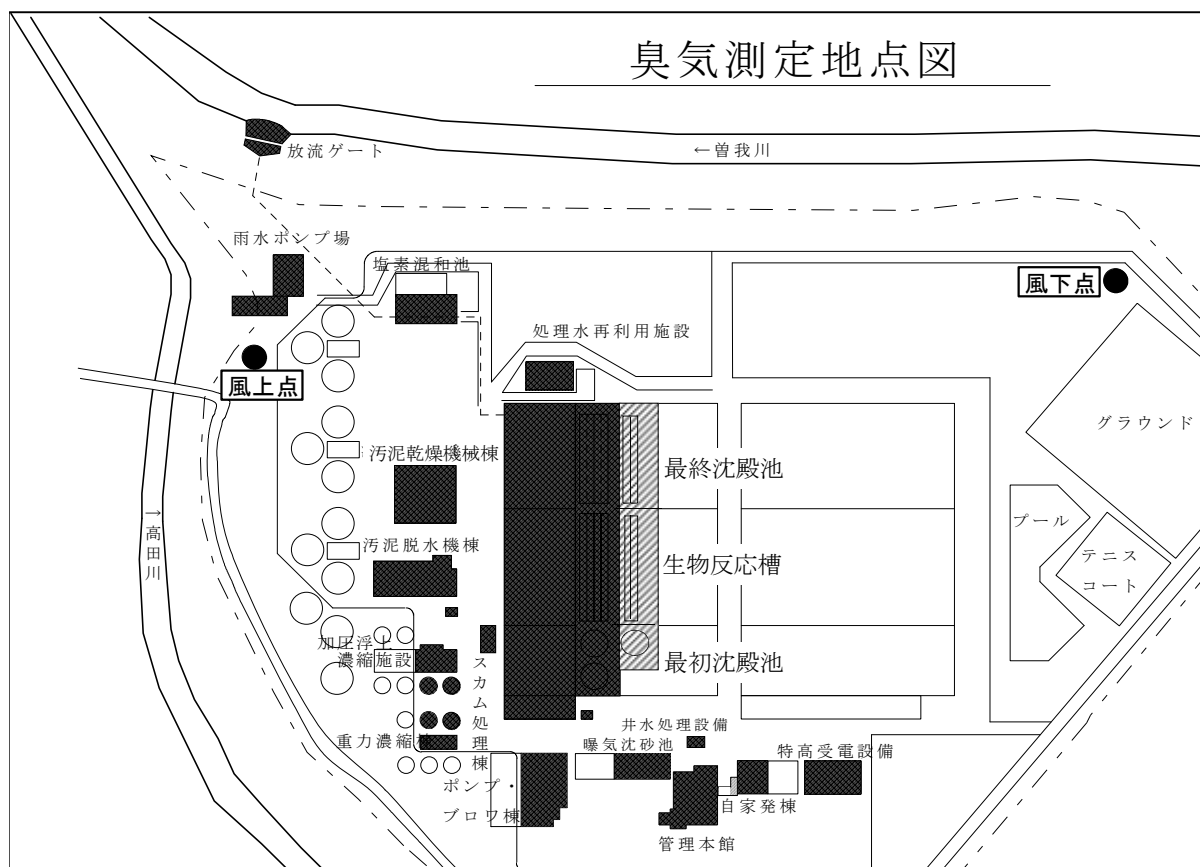 臭気測定地点図
放流ゲート
←曽我川
雨水ポンプ場
塩素混和池
風下点
処理水再利用施設
風上点
グラウンド
汚泥乾燥機械棟
最終沈殿池
→高田川
プール
汚泥脱水機棟
生物反応槽
テニス
コート
加圧浮上
濃縮施設
スカム処理棟
最初沈殿池
井水処理設備
重力濃縮棟
曝気沈砂池
特高受電設備
ポンプ・
ブロワ棟
自家発棟
管理本館